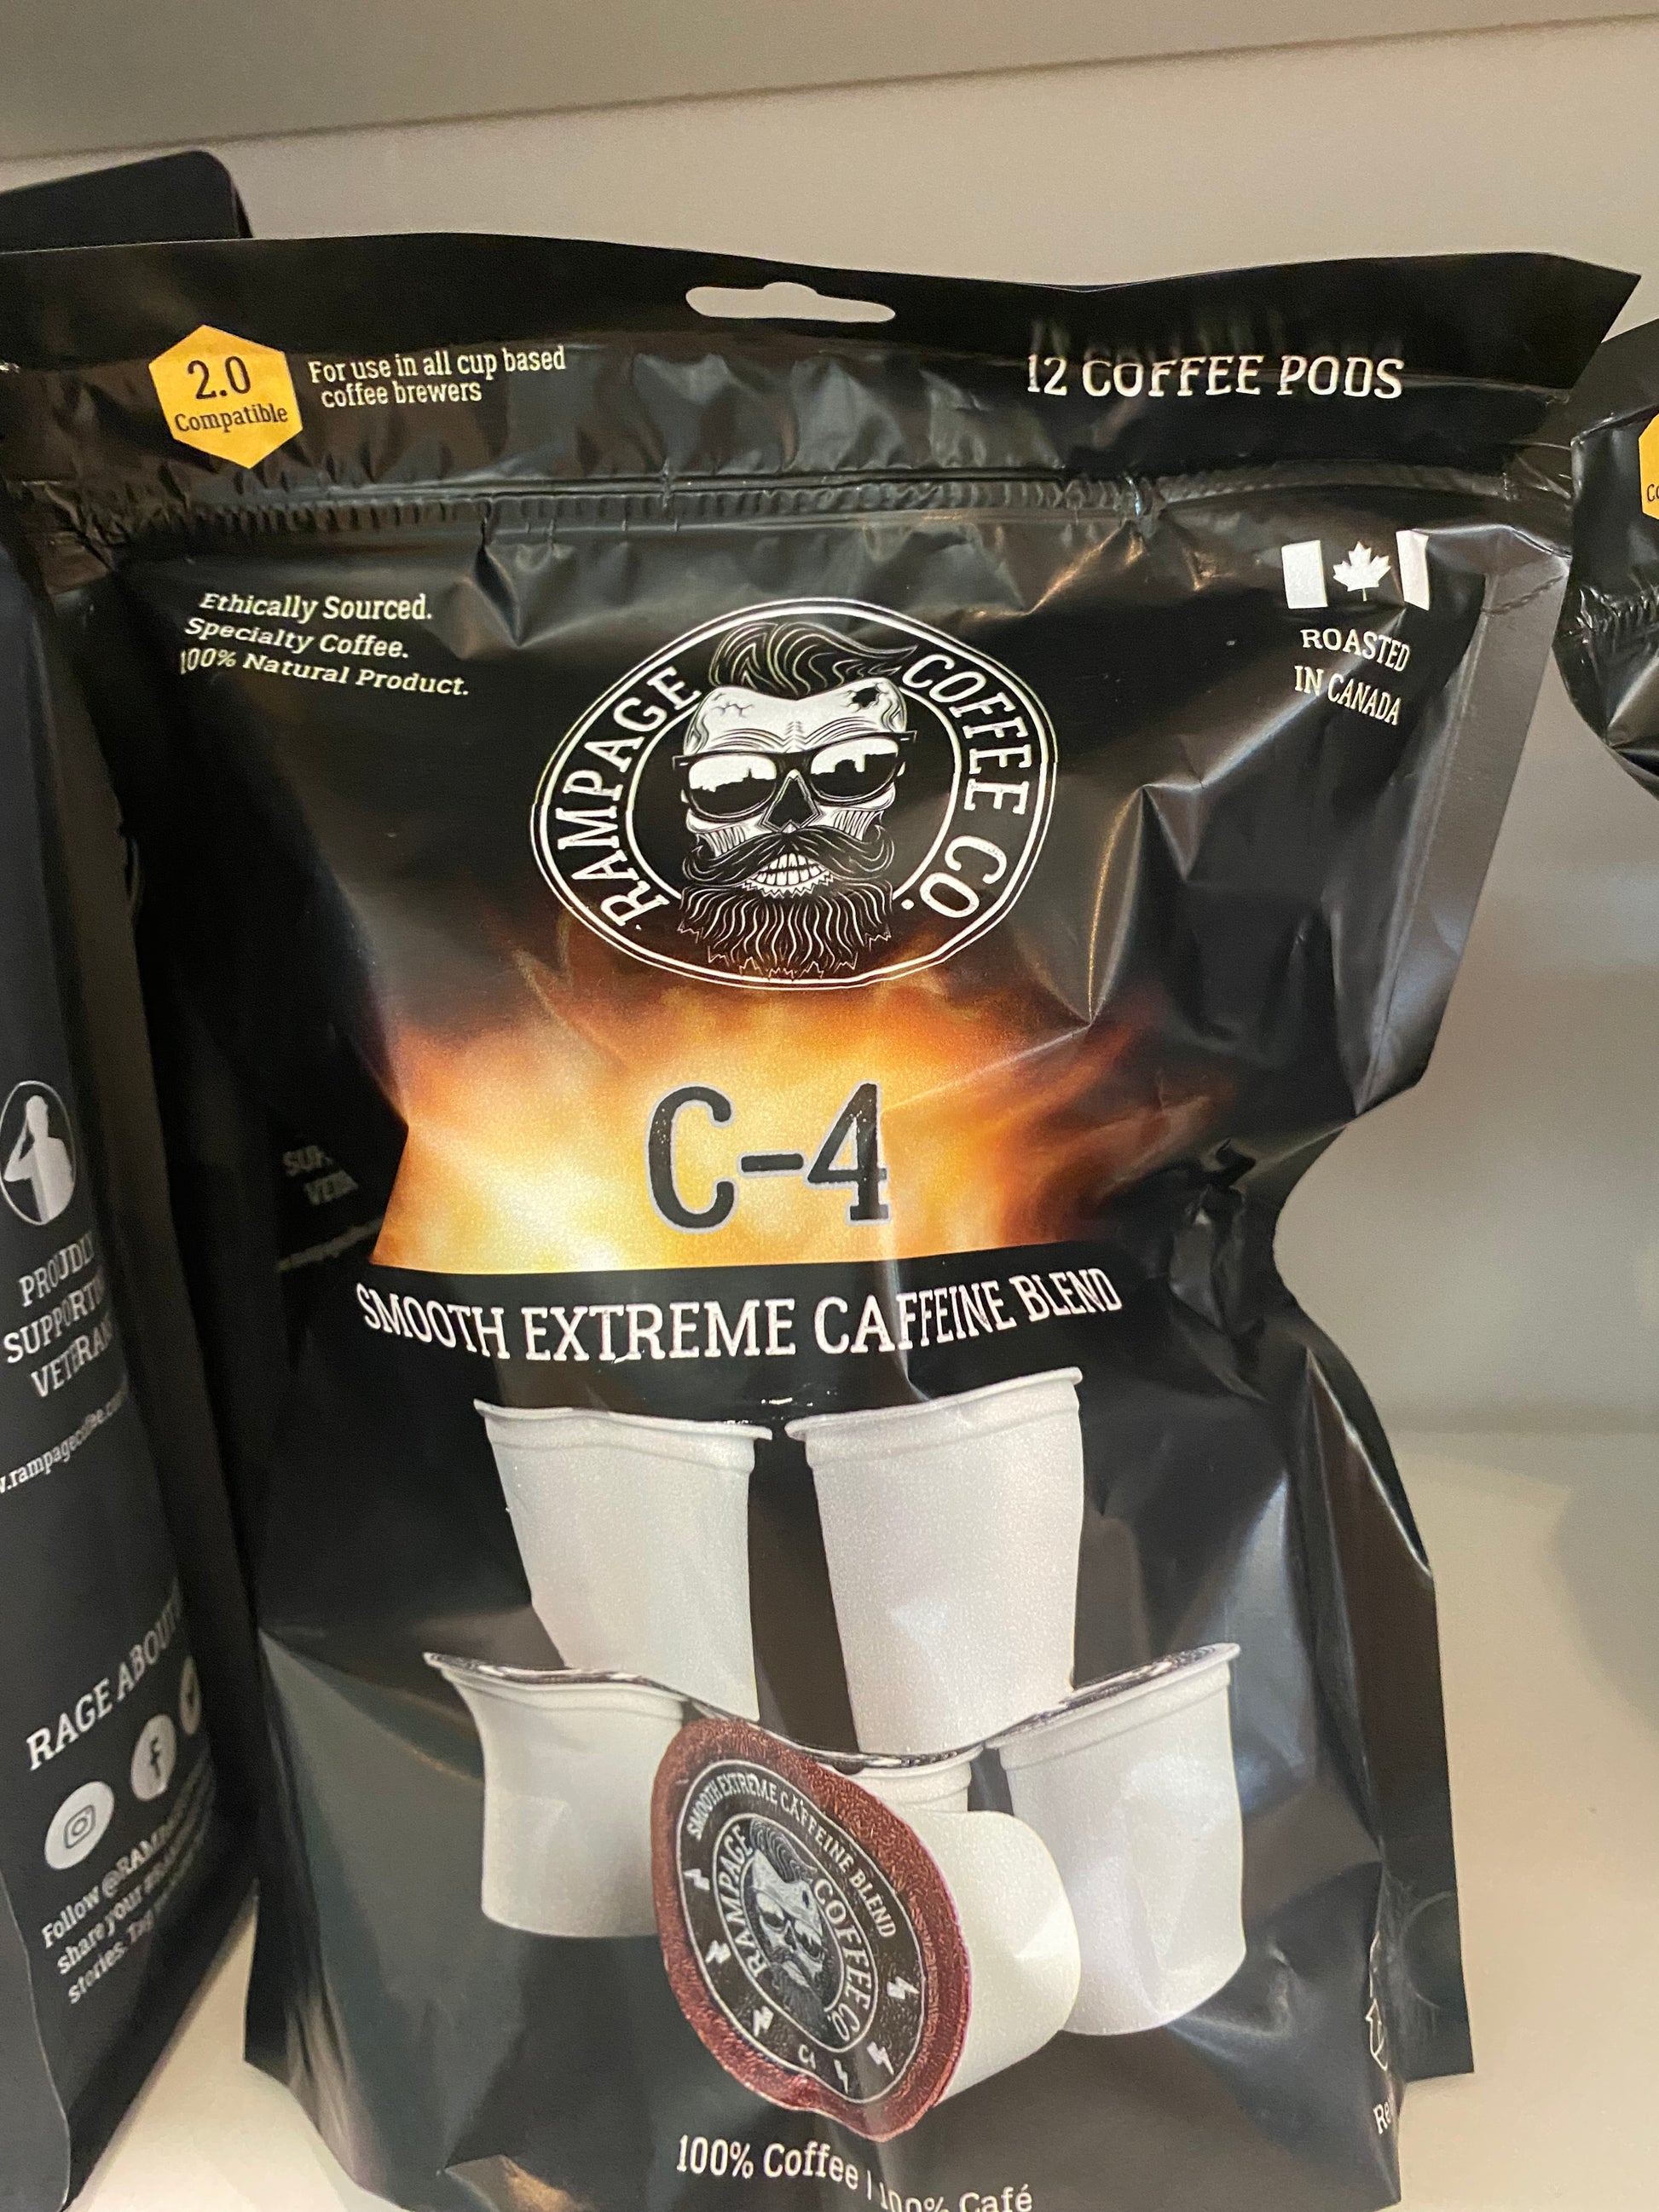 2.0
Compatible
For use in all cup based
coffee brewers
12 COFFEE PODS
Ethically Sourced.
Specialty Coffee.
100% Natural Product.
ROASTED
IN CANADA
RAMPAGE COFFEE CO.
C-4
SMOOTH EXTREME CAFFEINE BLEND
SMOOTH EXTREME CAFFEINE BLEND
RAMPAGE COFFEE CO.
C4
100% Coffee | 100% Café
PROUDLY
SUPPORTING
VETERANS
RAGE ABOUT
Follow
share your
stories. Tag